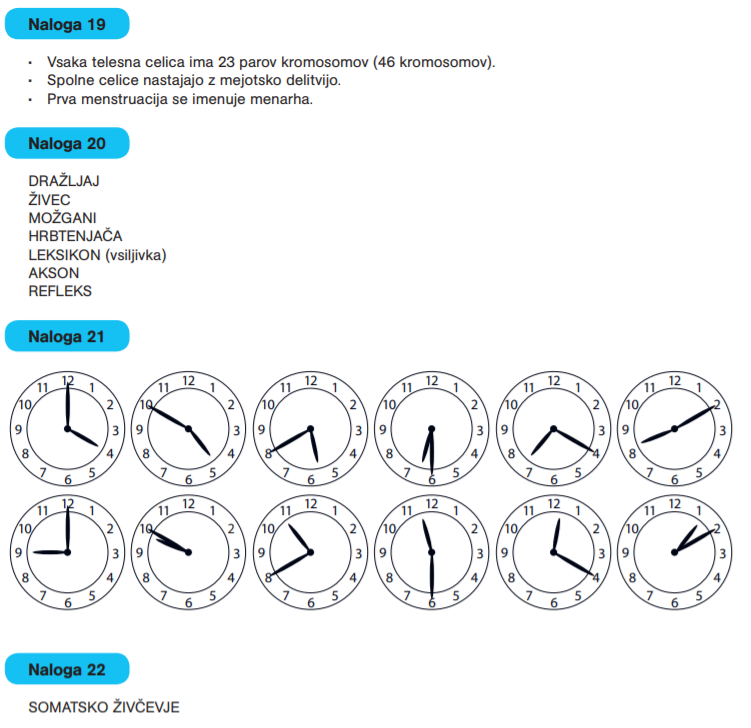 Naloga 19
• Vsaka telesna celica ima 23 parov kromosomov (46 kromosomov).
• Spolne celice nastajajo z mejotsko delitvijo.
• Prva menstruacija se imenuje menarha.
Naloga 20
DRAŽLJAJ
ŽIVEC
MOŽGANI
HRBTENJAČA
LEKSIKON (vsiljivka)
AKSON
REFLEKS
Naloga 21
12 1 2 3 4 5 6 7 8 9 10 11
12 1 2 3 4 5 6 7 8 9 10 11
12 1 2 3 4 5 6 7 8 9 10 11
12 1 2 3 4 5 6 7 8 9 10 11
12 1 2 3 4 5 6 7 8 9 10 11
12 1 2 3 4 5 6 7 8 9 10 11
12 1 2 3 4 5 6 7 8 9 10 11
12 1 2 3 4 5 6 7 8 9 10 11
12 1 2 3 4 5 6 7 8 9 10 11
12 1 2 3 4 5 6 7 8 9 10 11
12 1 2 3 4 5 6 7 8 9 10 11
12 1 2 3 4 5 6 7 8 9 10 11
Naloga 22
SOMATSKO ŽIVČEVJE